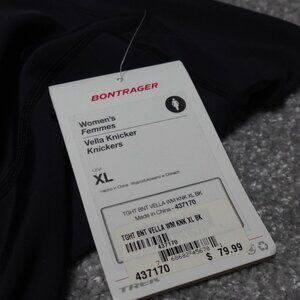 BONTRAGER
Women's
Femmes
Vella Knicker
Knickers
USA
XL
TGHT BNT VELLA WM KNK XL BK
Made in China - 437170
TGHT BNT VELLA WM KNK XL BK
437170
437170
$ 79.99
TREK